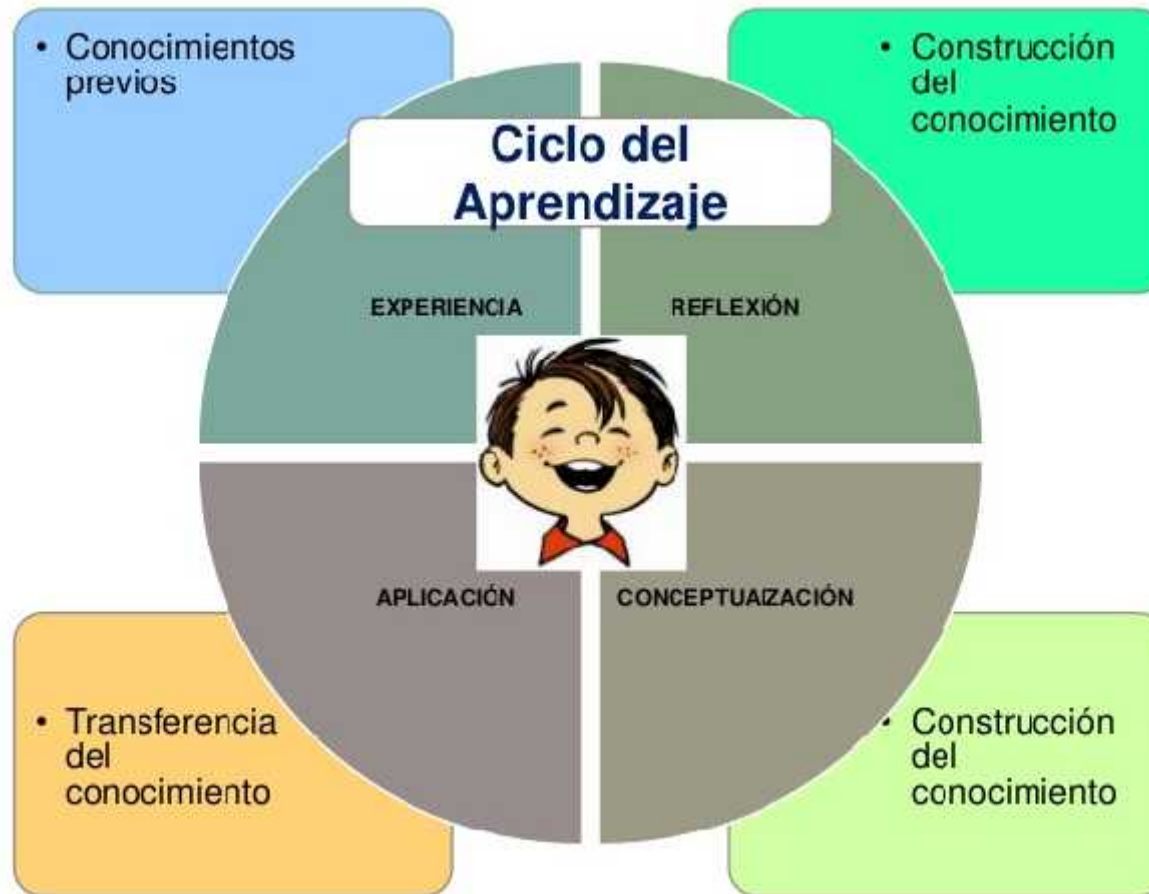 • Conocimientos
previos
• Construcción
del
conocimiento
Ciclo del
Aprendizaje
EXPERIENCIA
REFLEXIÓN
APLICACIÓN
CONCEPTUAIZACIÓN
• Transferencia
del
conocimiento
• Construcción
del
conocimiento